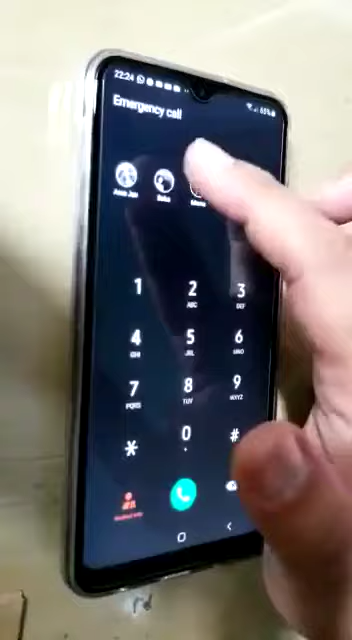 22:24
Emergency call
Baba
1
2 ABC
3 DEF
4 GHI
5 JKL
6 MNO
7 PQRS
8 TUV
9 WXYZ
*
0
+
#